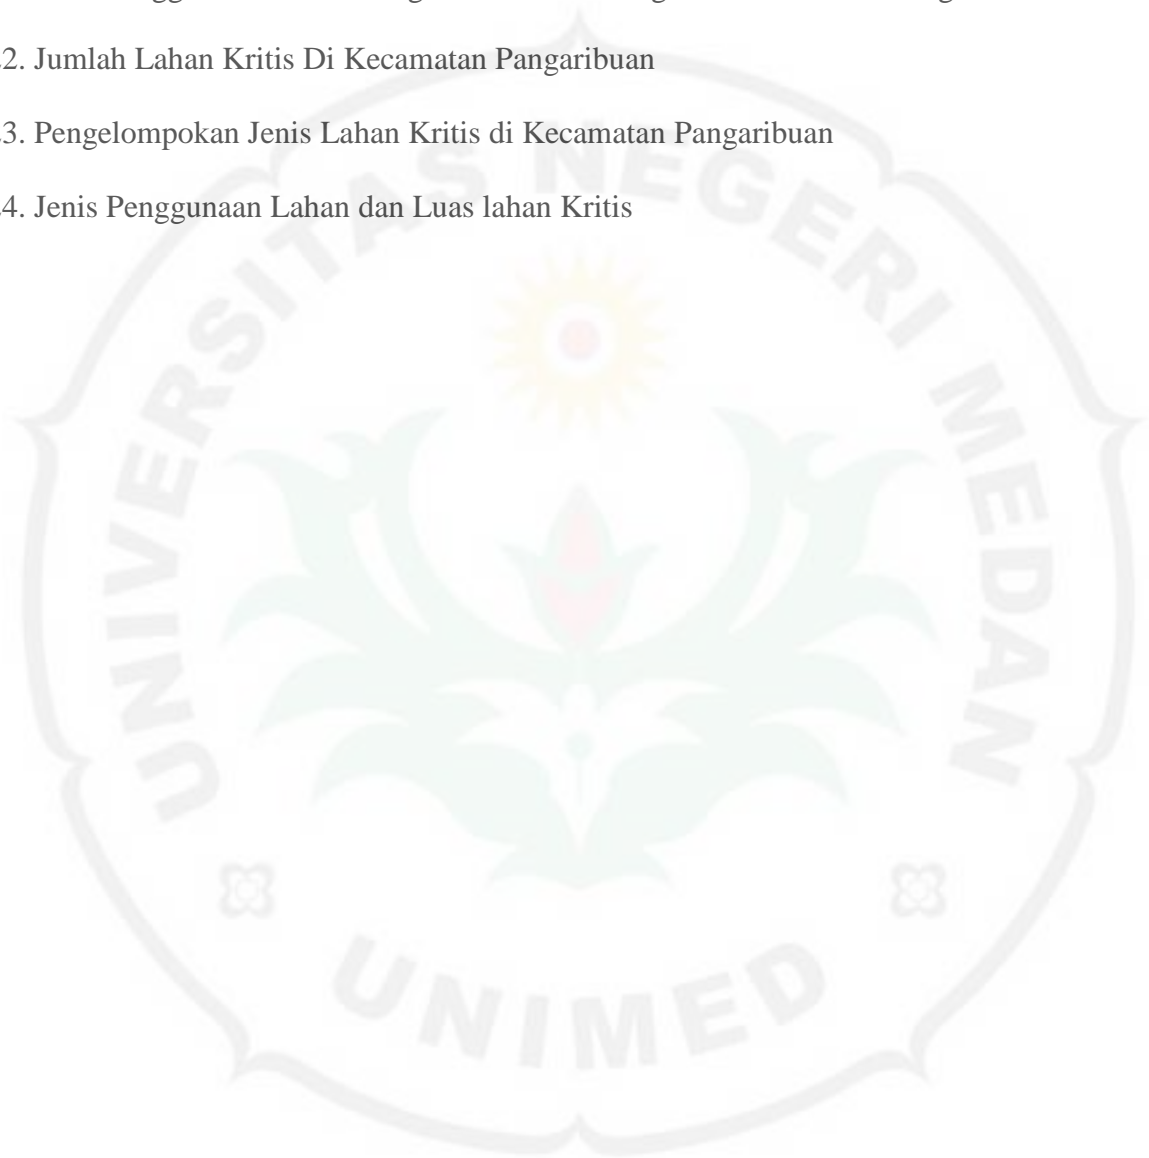 .2. Jumlah Lahan Kritis Di Kecamatan Pangaribuan
.3. Pengelompokan Jenis Lahan Kritis di Kecamatan Pangaribuan
.4. Jenis Penggunaan Lahan dan Luas lahan Kritis
UNIVERSITAS NEGERI MEDAN
UNIMED